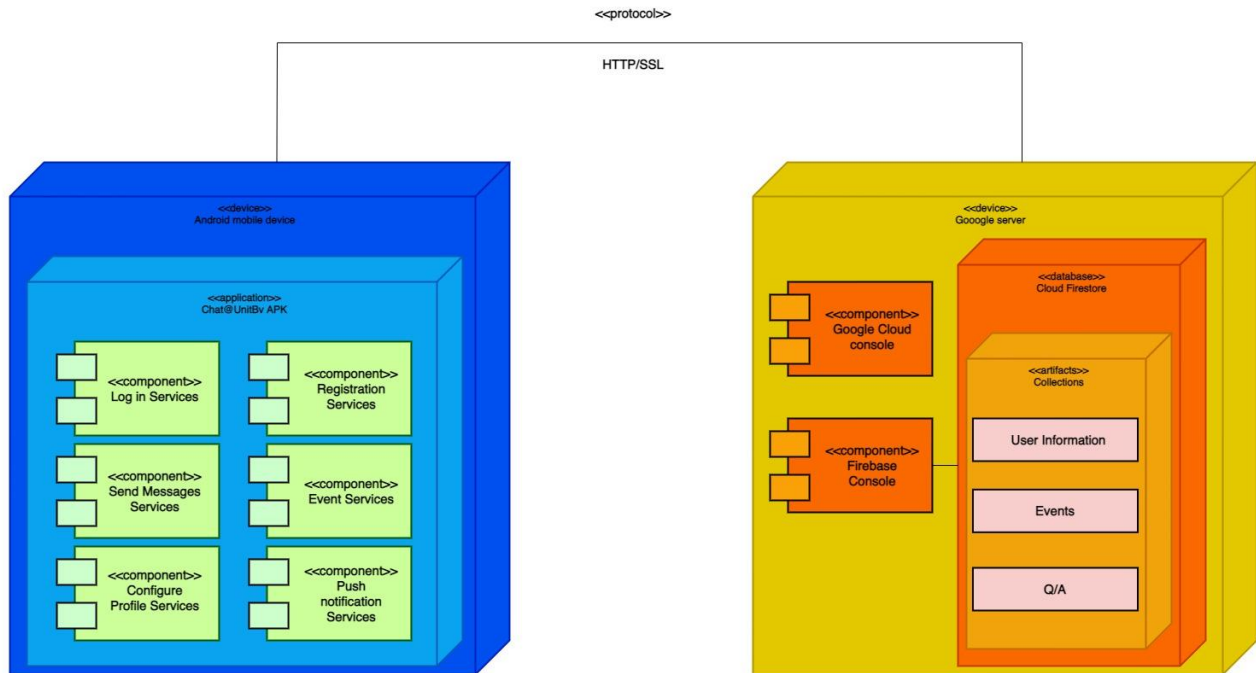 <<protocol>>
HTTP/SSL
<<device>>
Android mobile device
<<application>>
Chat@UnitBv APK
<<component>>
Log in Services
<<component>>
Registration
Services
<<component>>
Send Messages
Services
<<component>>
Event Services
<<component>>
Configure
Profile Services
<<component>>
Push
notification
Services
<<device>>
Gooogle server
<<component>>
Google Cloud
console
<<component>>
Firebase
Console
<<database>>
Cloud Firestore
<<artifacts>>
Collections
User Information
Events
Q/A